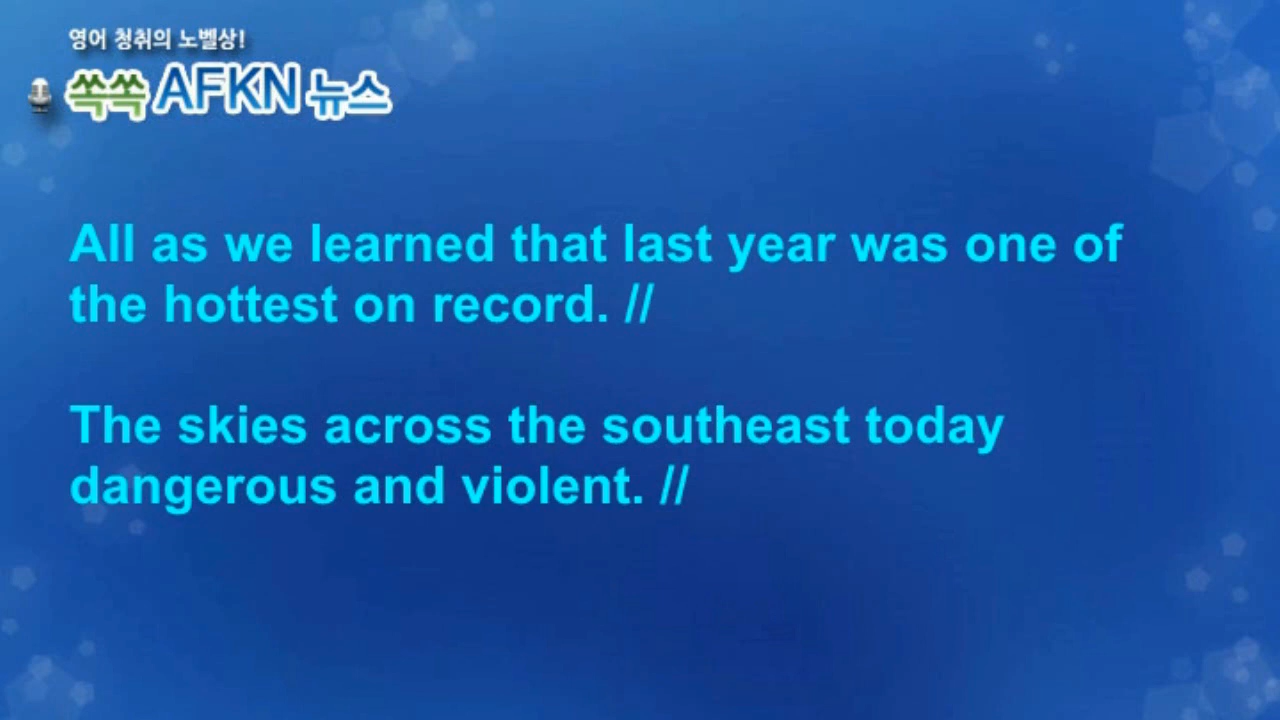 영어 청취의 노벨상!
쏙쏙 AFKN 뉴스
All as we learned that last year was one of
the hottest on record. //
The skies across the southeast today
dangerous and violent. //